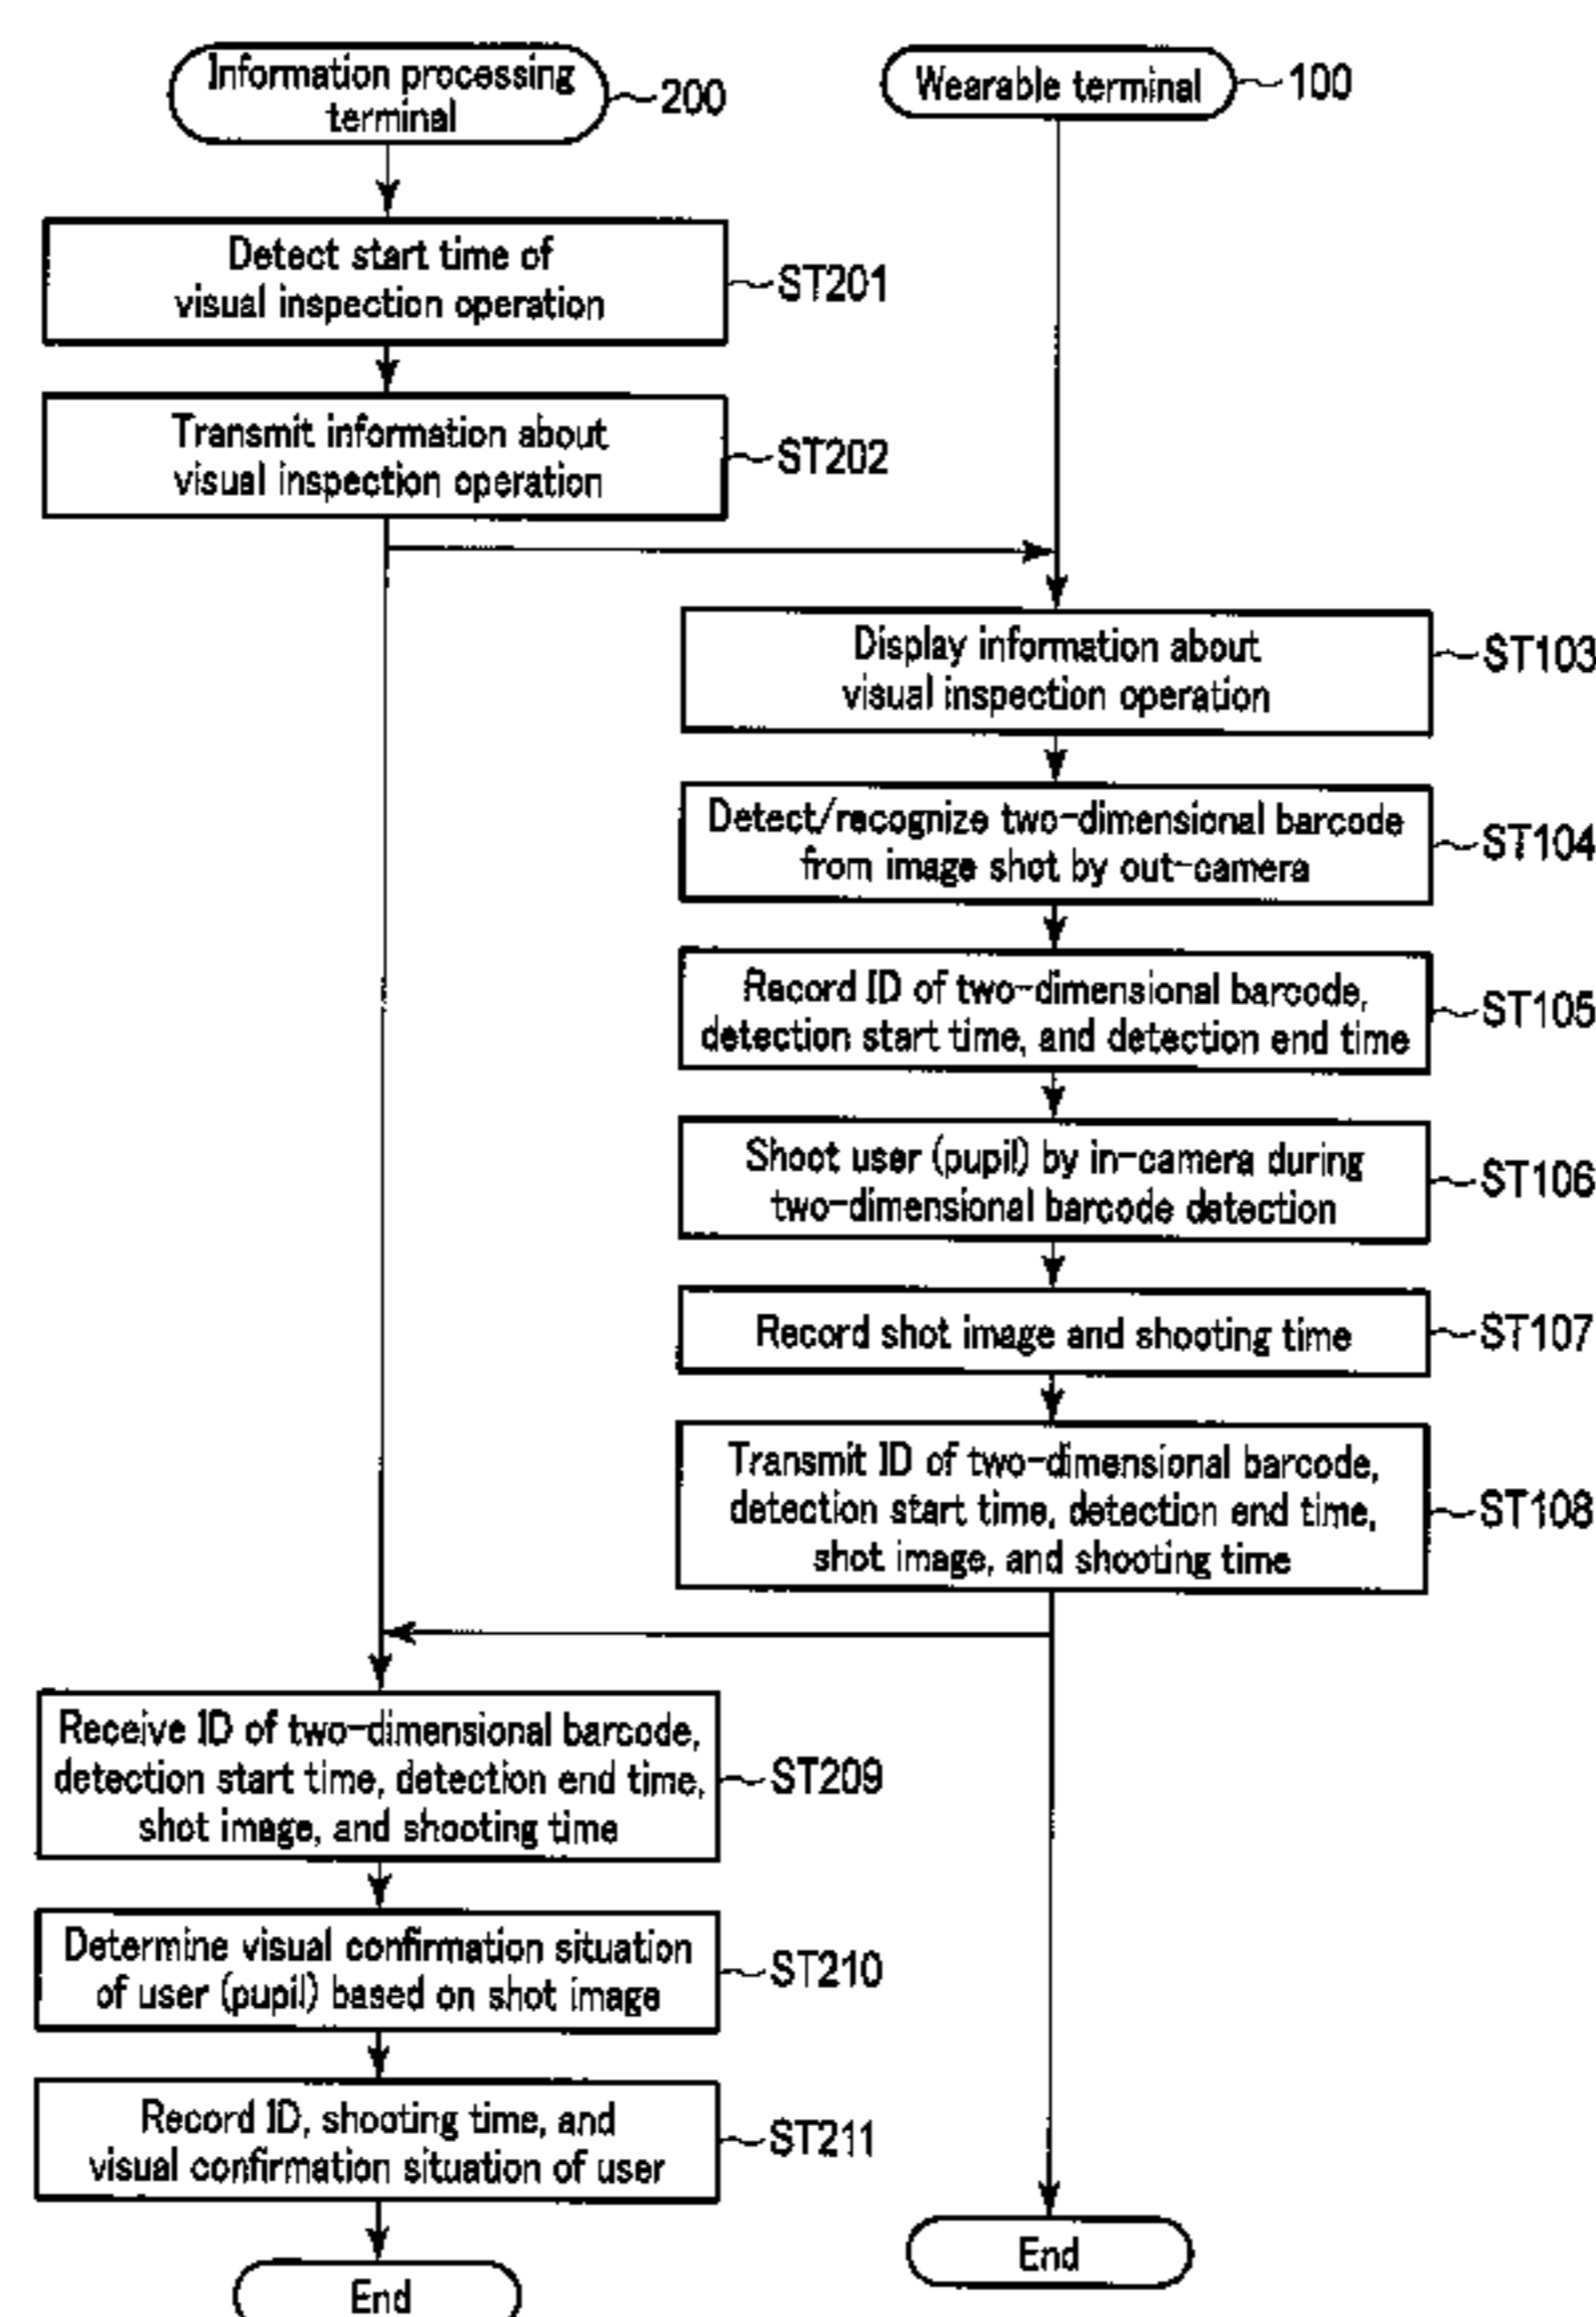 Information processing
terminal
200
Wearable terminal
100
Detect start time of
visual inspection operation
ST201
Transmit information about
visual inspection operation
ST202
Display information about
visual inspection operation
ST103
Detect/recognize two-dimensional barcode
from image shot by out-camera
ST104
Record ID of two-dimensional barcode,
detection start time, and detection end time
ST105
Shoot user (pupil) by in-camera during
two-dimensional barcode detection
ST106
Record shot image and shooting time
ST107
Transmit ID of two-dimensional barcode,
detection start time, detection end time,
shot image, and shooting time
ST108
Receive ID of two-dimensional barcode,
detection start time, detection end time,
shot image, and shooting time
ST209
Determine visual confirmation situation
of user (pupil) based on shot image
ST210
Record ID, shooting time, and
visual confirmation situation of user
ST211
End
End